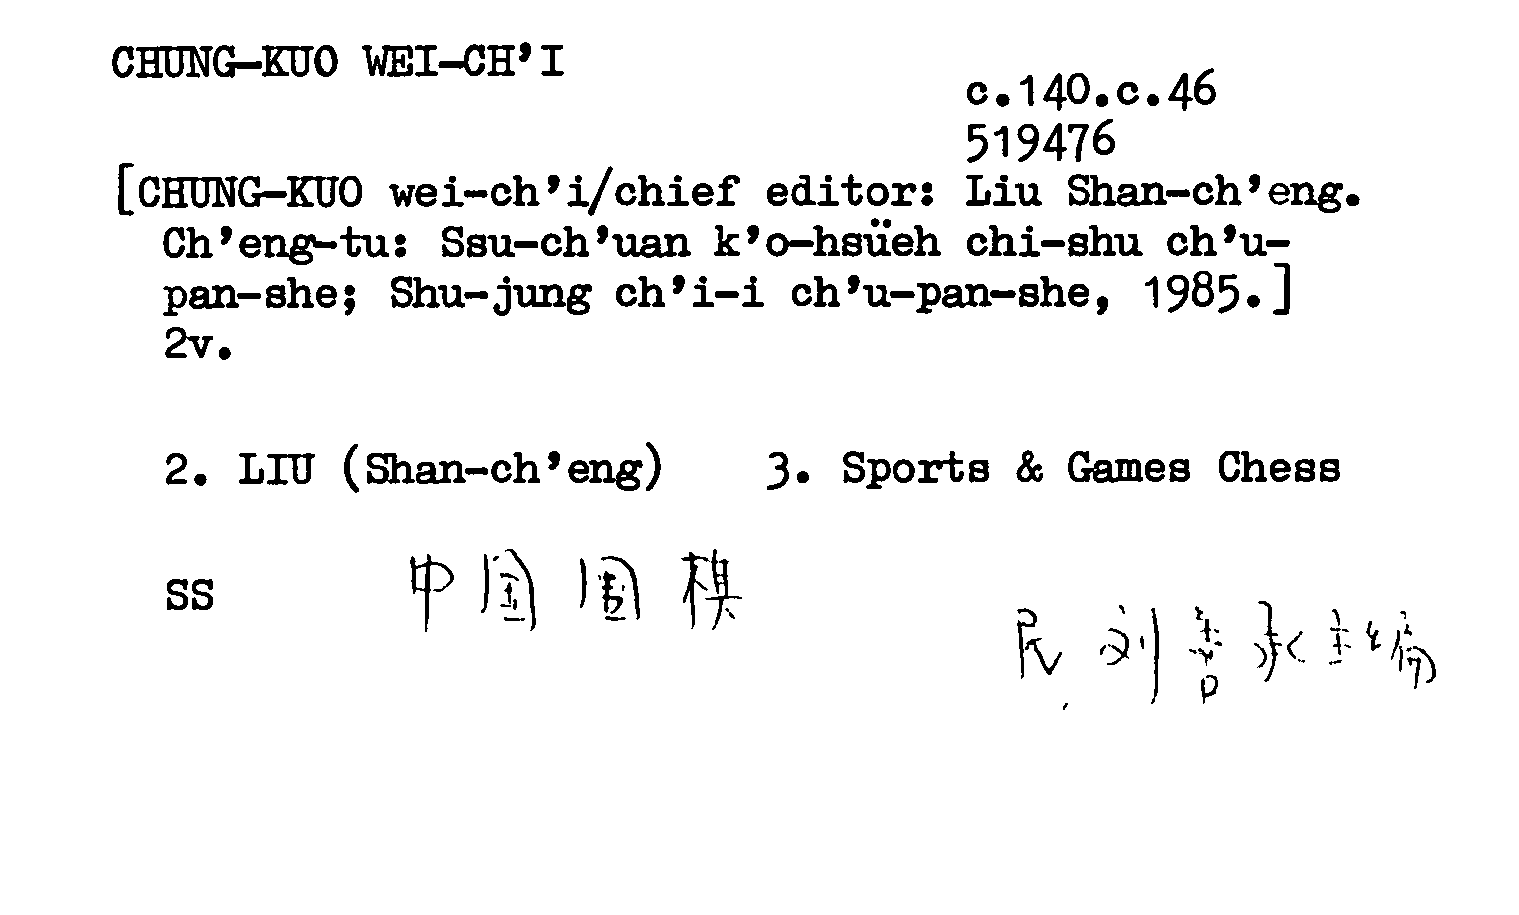 CHUNG-KUO WEI-CH'I
c.140.c.46
519476
[CHUNG-KUO wei-ch'i/chief editor: Liu Shan-ch'eng.
Ch'eng-tu: Ssu-ch'uan k'o-hsüeh chi-shu ch'u-
pan-she; Shu-jung ch'i-i ch'u-pan-she, 1985.]
2v.
2. LIU (Shan-ch'eng) 3. Sports & Games Chess
SS 中国围棋
刘善承主编